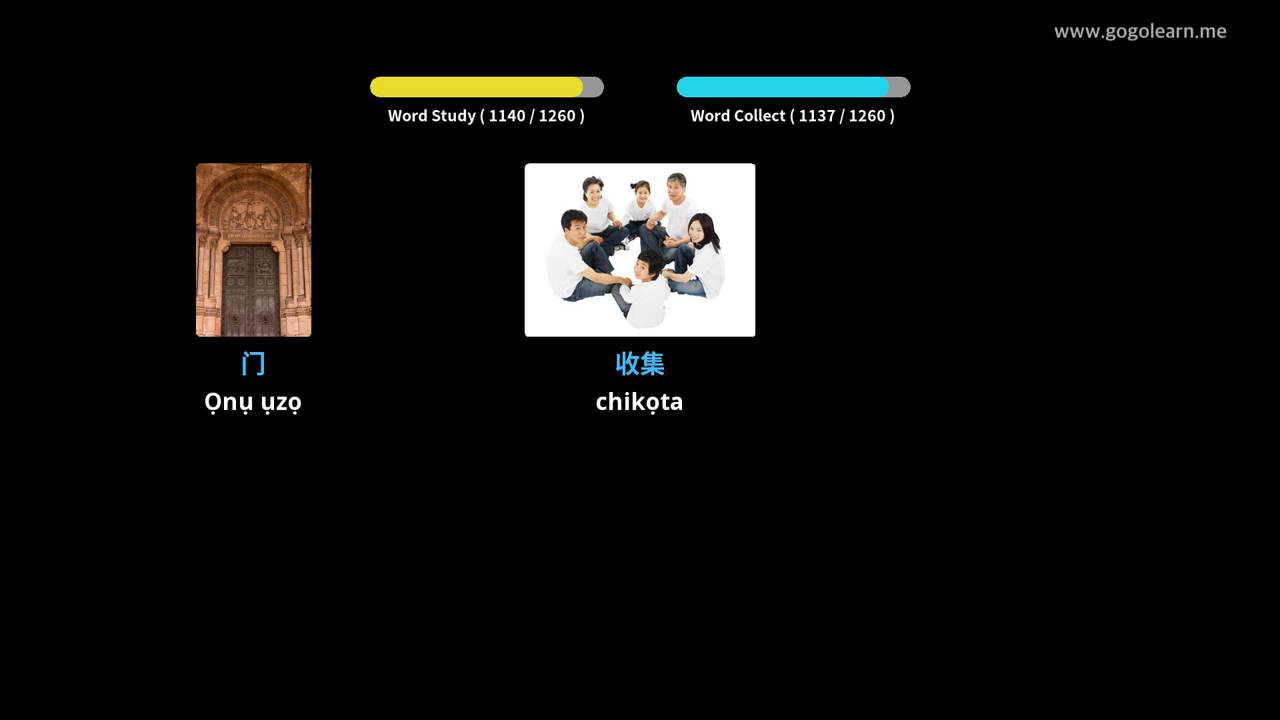 www.gogolearn.me
Word Study ( 1140 / 1260 )
Word Collect ( 1137 / 1260 )
门
Ọnụ ụzọ
收集
chikọta